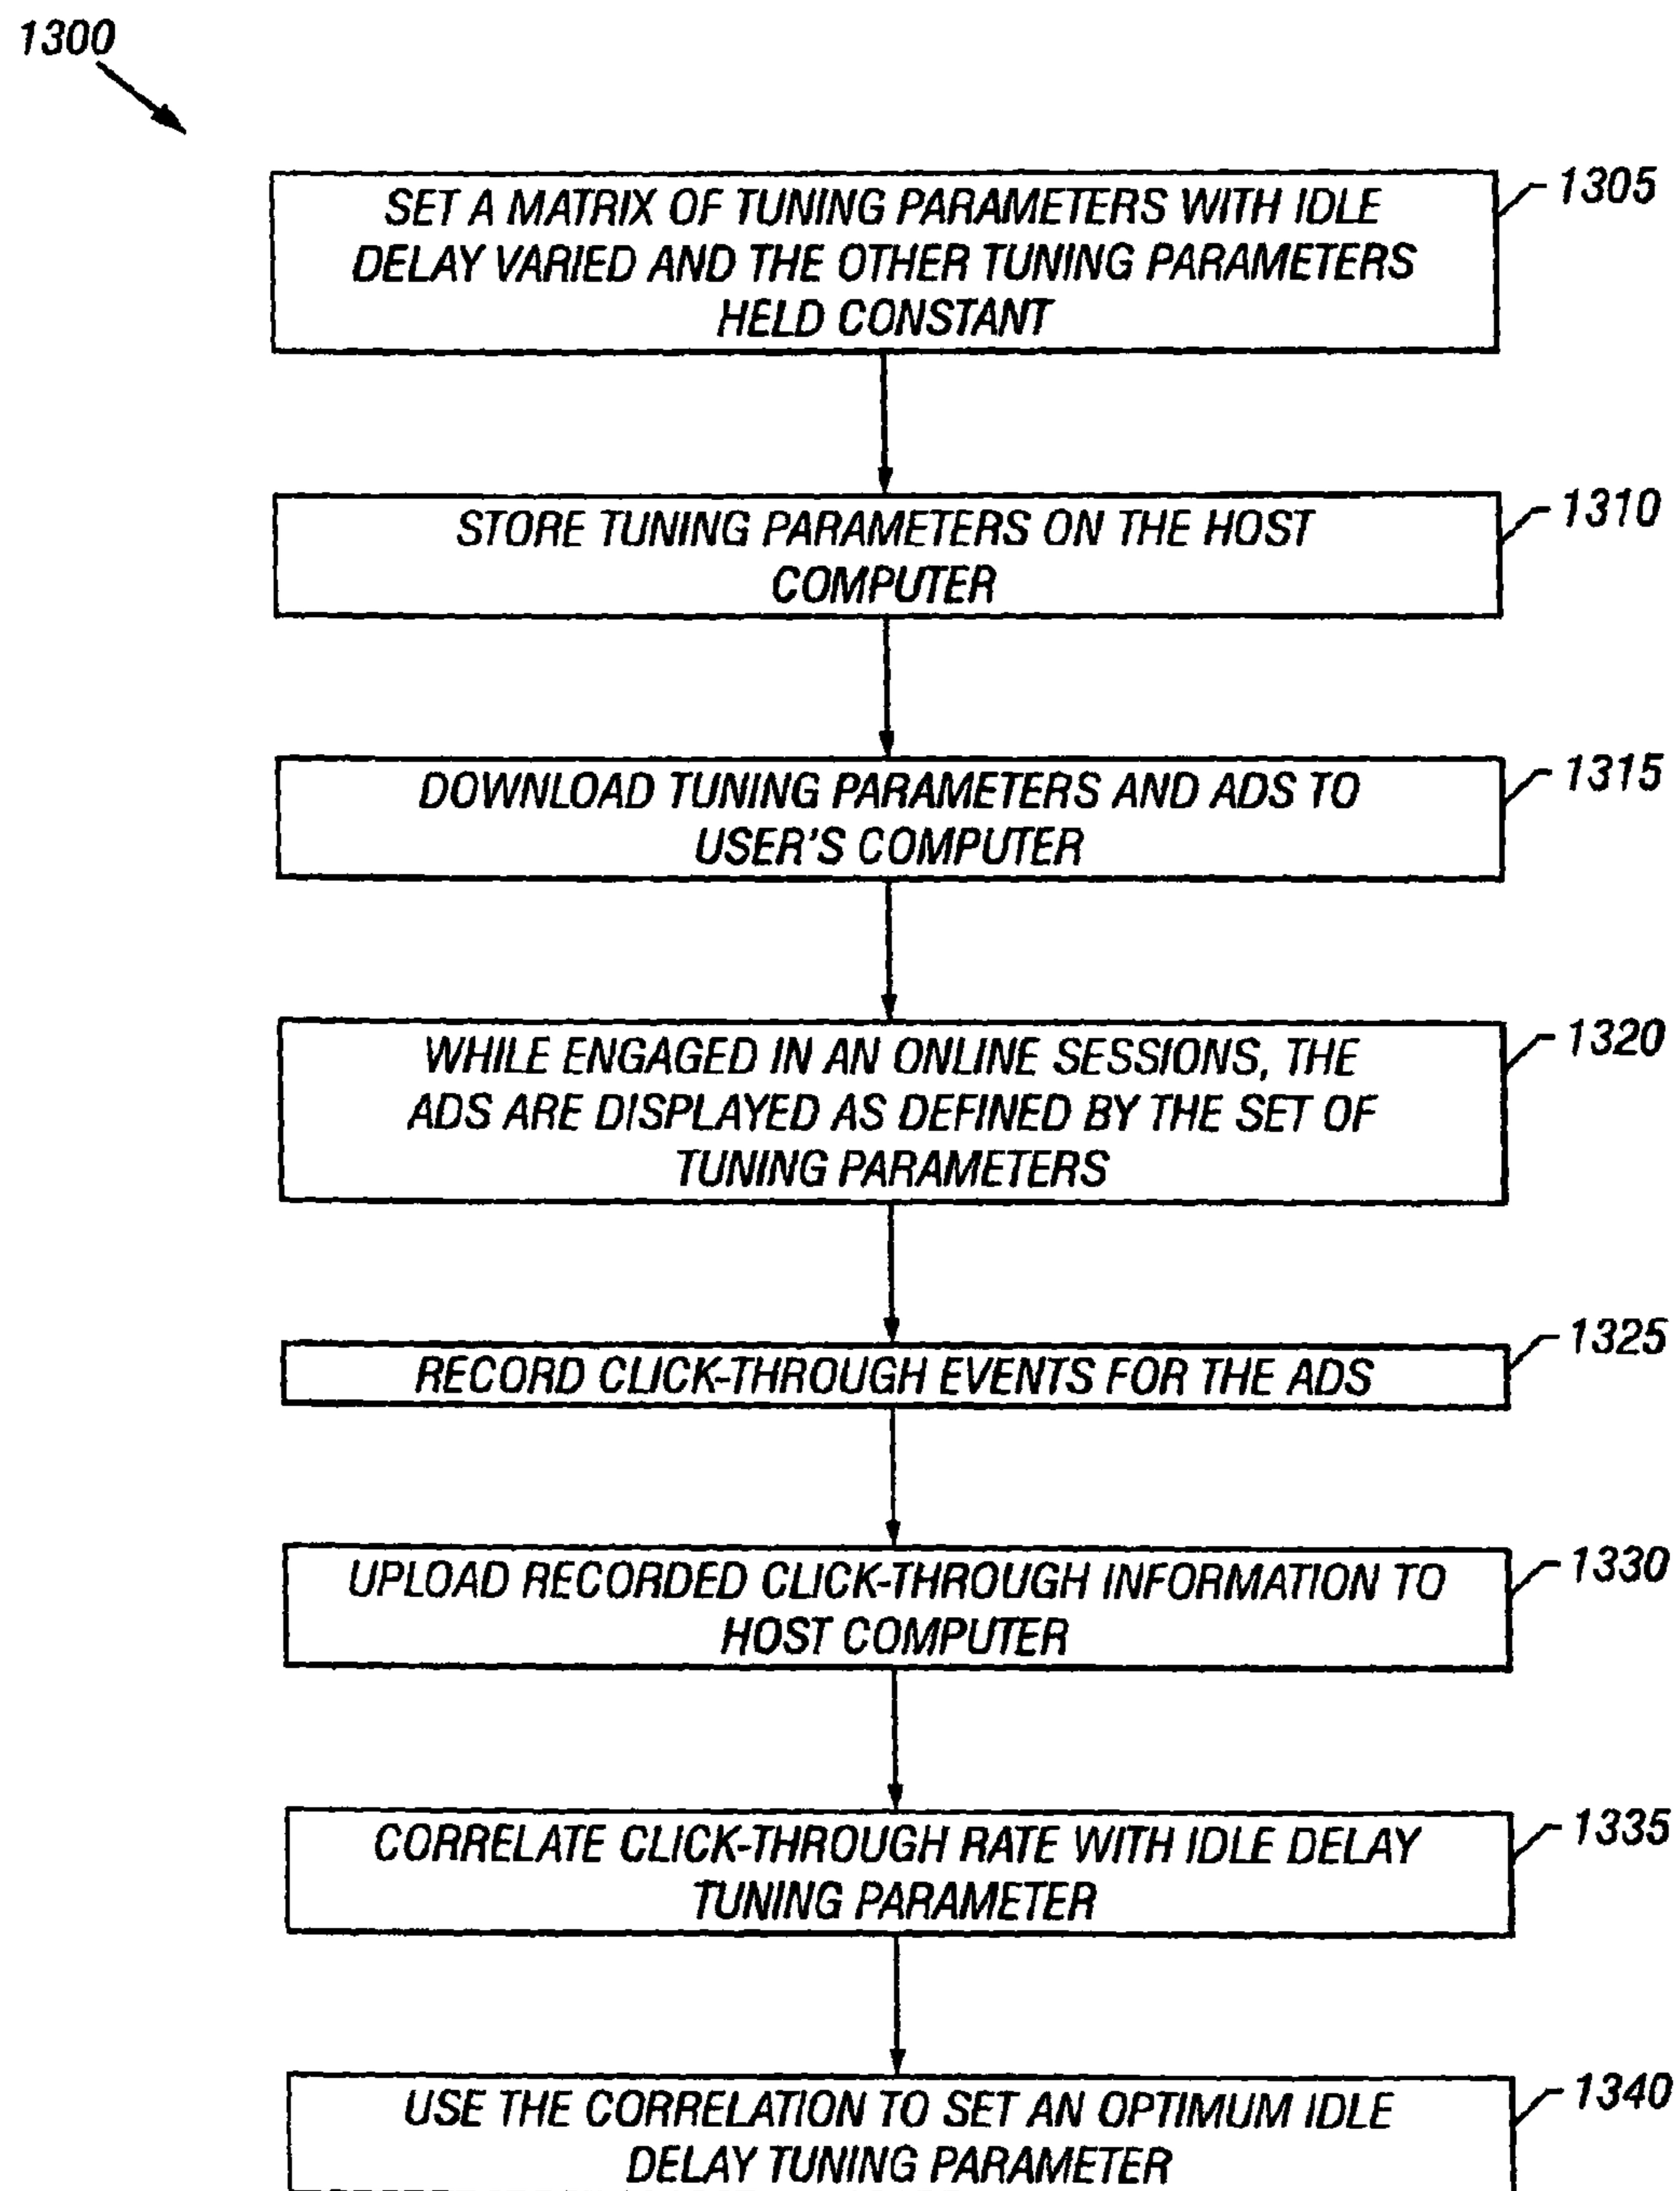 1300
SET A MATRIX OF TUNING PARAMETERS WITH IDLE
DELAY VARIED AND THE OTHER TUNING PARAMETERS
HELD CONSTANT
1305
STORE TUNING PARAMETERS ON THE HOST
COMPUTER
1310
DOWNLOAD TUNING PARAMETERS AND ADS TO
USER'S COMPUTER
1315
WHILE ENGAGED IN AN ONLINE SESSIONS, THE
ADS ARE DISPLAYED AS DEFINED BY THE SET OF
TUNING PARAMETERS
1320
RECORD CLICK-THROUGH EVENTS FOR THE ADS
1325
UPLOAD RECORDED CLICK-THROUGH INFORMATION TO
HOST COMPUTER
1330
CORRELATE CLICK-THROUGH RATE WITH IDLE DELAY
TUNING PARAMETER
1335
USE THE CORRELATION TO SET AN OPTIMUM IDLE
DELAY TUNING PARAMETER
1340